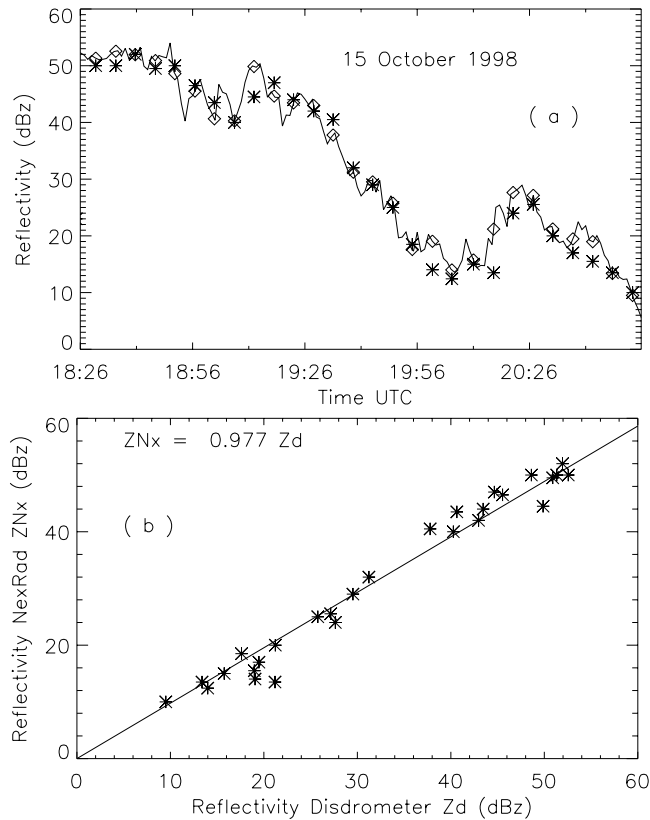 60
50
40
30
20
10
0
Reflectivity (dBz)
15 October 1998
( a )
18:26 18:56 19:26 19:56 20:26
Time UTC
60
40
20
0
Reflectivity NexRad ZNx (dBz)
ZNx = 0.977 Zd
( b )
0 10 20 30 40 50 60
Reflectivity Disdrometer Zd (dBz)